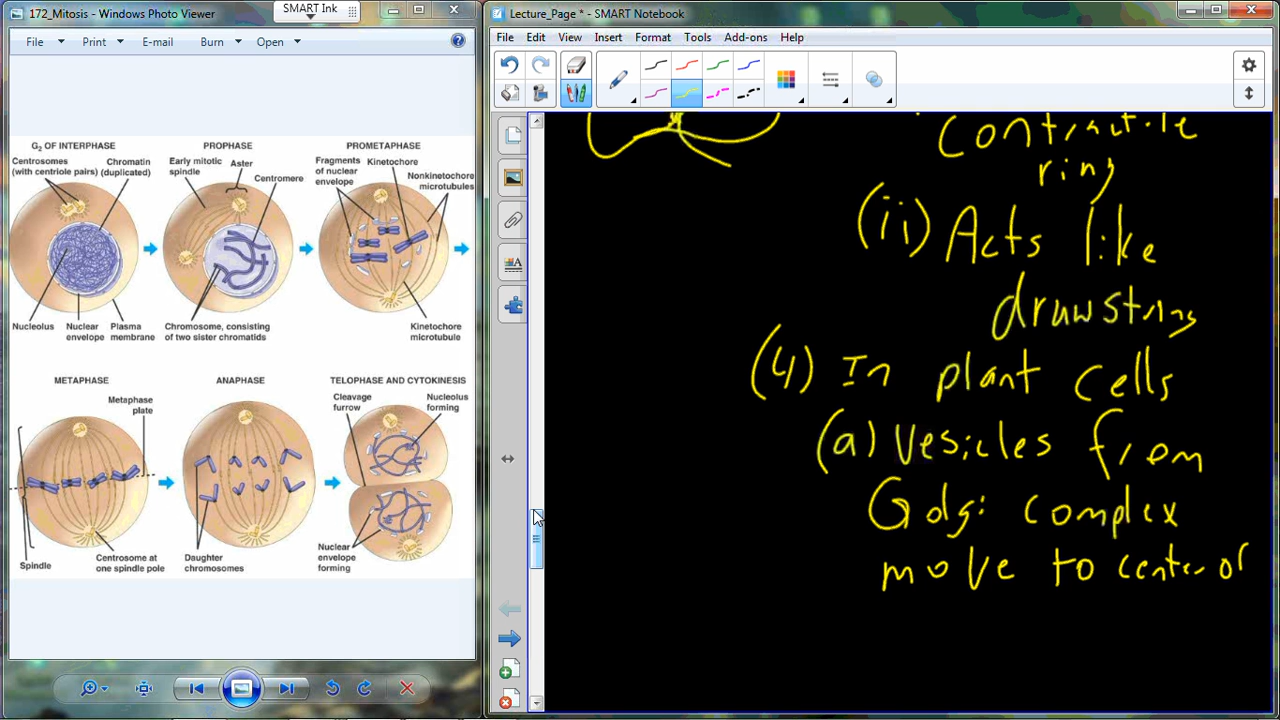 172_Mitosis - Windows Photo Viewer
SMART Ink
File Print E-mail Burn Open
G2 OF INTERPHASE
Centrosomes
(with centriole pairs)
Chromatin
(duplicated)
Nucleolus
Nuclear
envelope
Plasma
membrane
PROPHASE
Early mitotic
spindle
Aster
Centromere
Chromosome, consisting
of two sister chromatids
PROMETAPHASE
Fragments
of nuclear
envelope
Kinetochore
Nonkinetochore
microtubules
Kinetochore
microtubule
METAPHASE
Metaphase
plate
Spindle
Centrosome at
one spindle pole
ANAPHASE
Daughter
chromosomes
TELOPHASE AND CYTOKINESIS
Cleavage
furrow
Nucleolus
forming
Nuclear
envelope
forming
Lecture_Page * - SMART Notebook
File Edit View Insert Format Tools Add-ons Help
Contractile
ring
(ii) Acts like
drawstring
(4) In plant cells
(a) Vesicles from
Golgi complex
move to center of